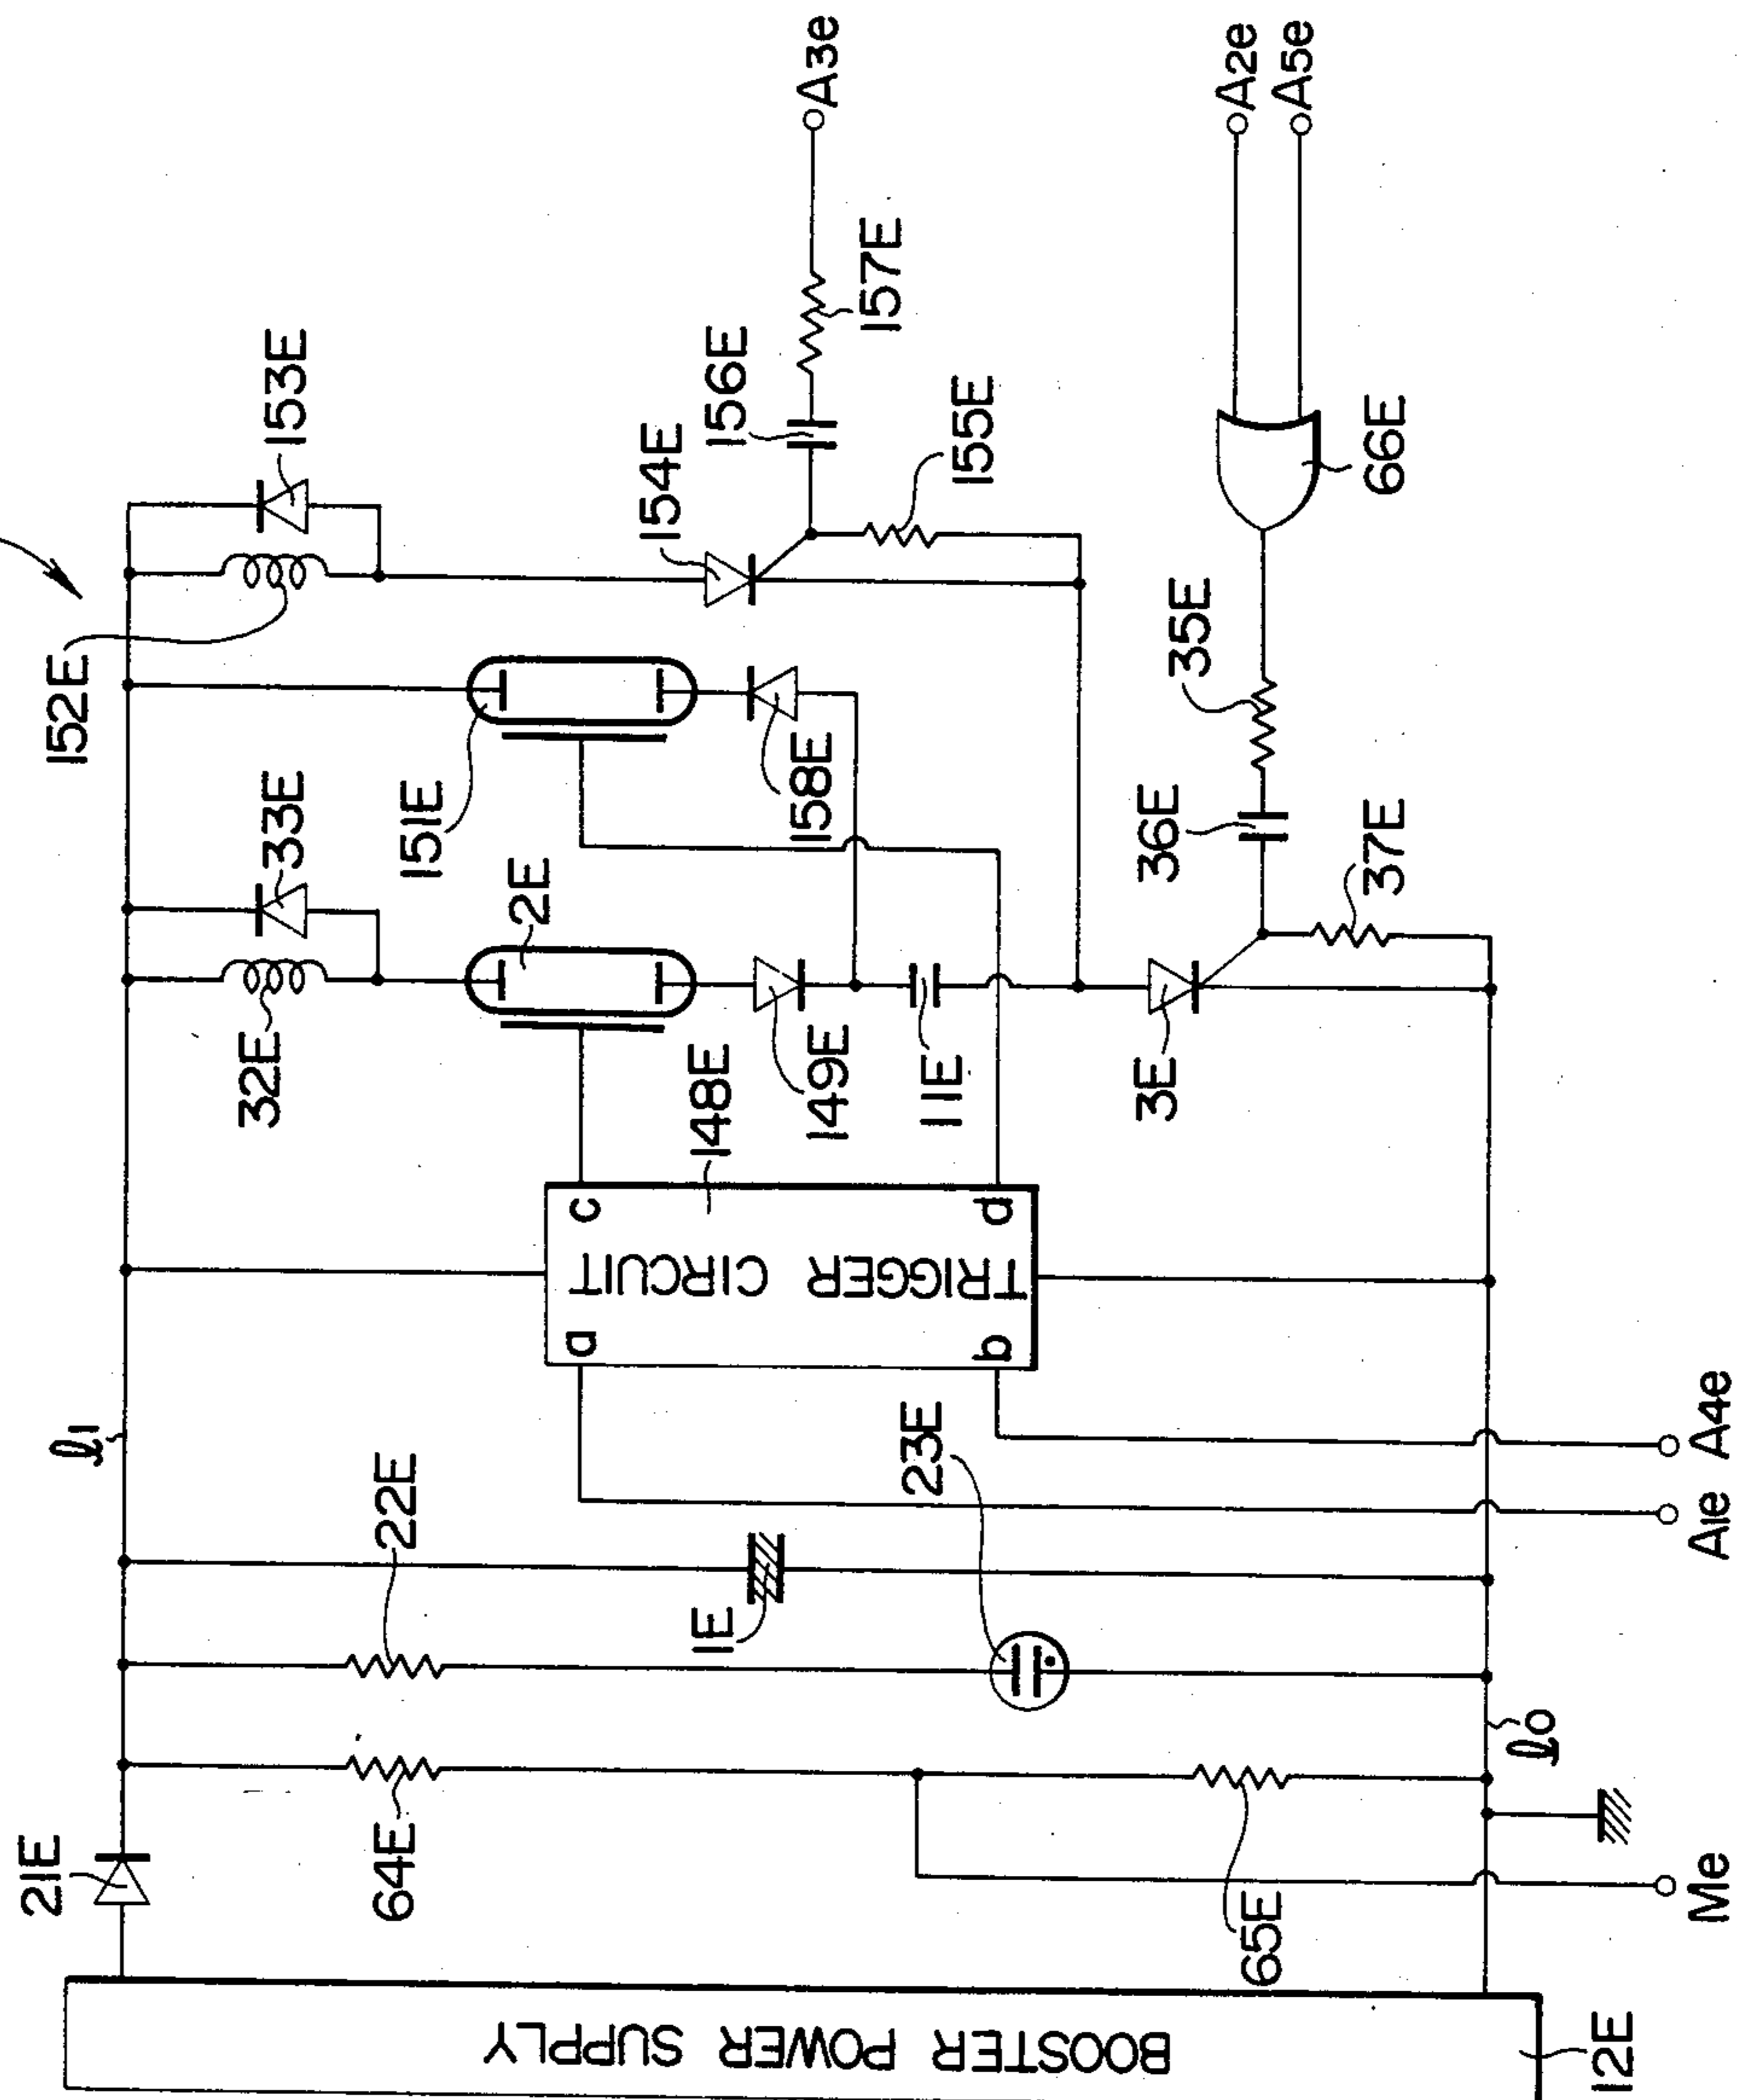 12E
BOOSTER POWER SUPPLY
21E
64E
65E
Me
l0
22E
23E
1E
l1
A1e
A4e
a
b
c
d
TRIGGER CIRCUIT
148E
32E
33E
2E
149E
11E
3E
151E
158E
36E
37E
35E
152E
153E
154E
155E
156E
157E
66E
A3e
A2e
A5e